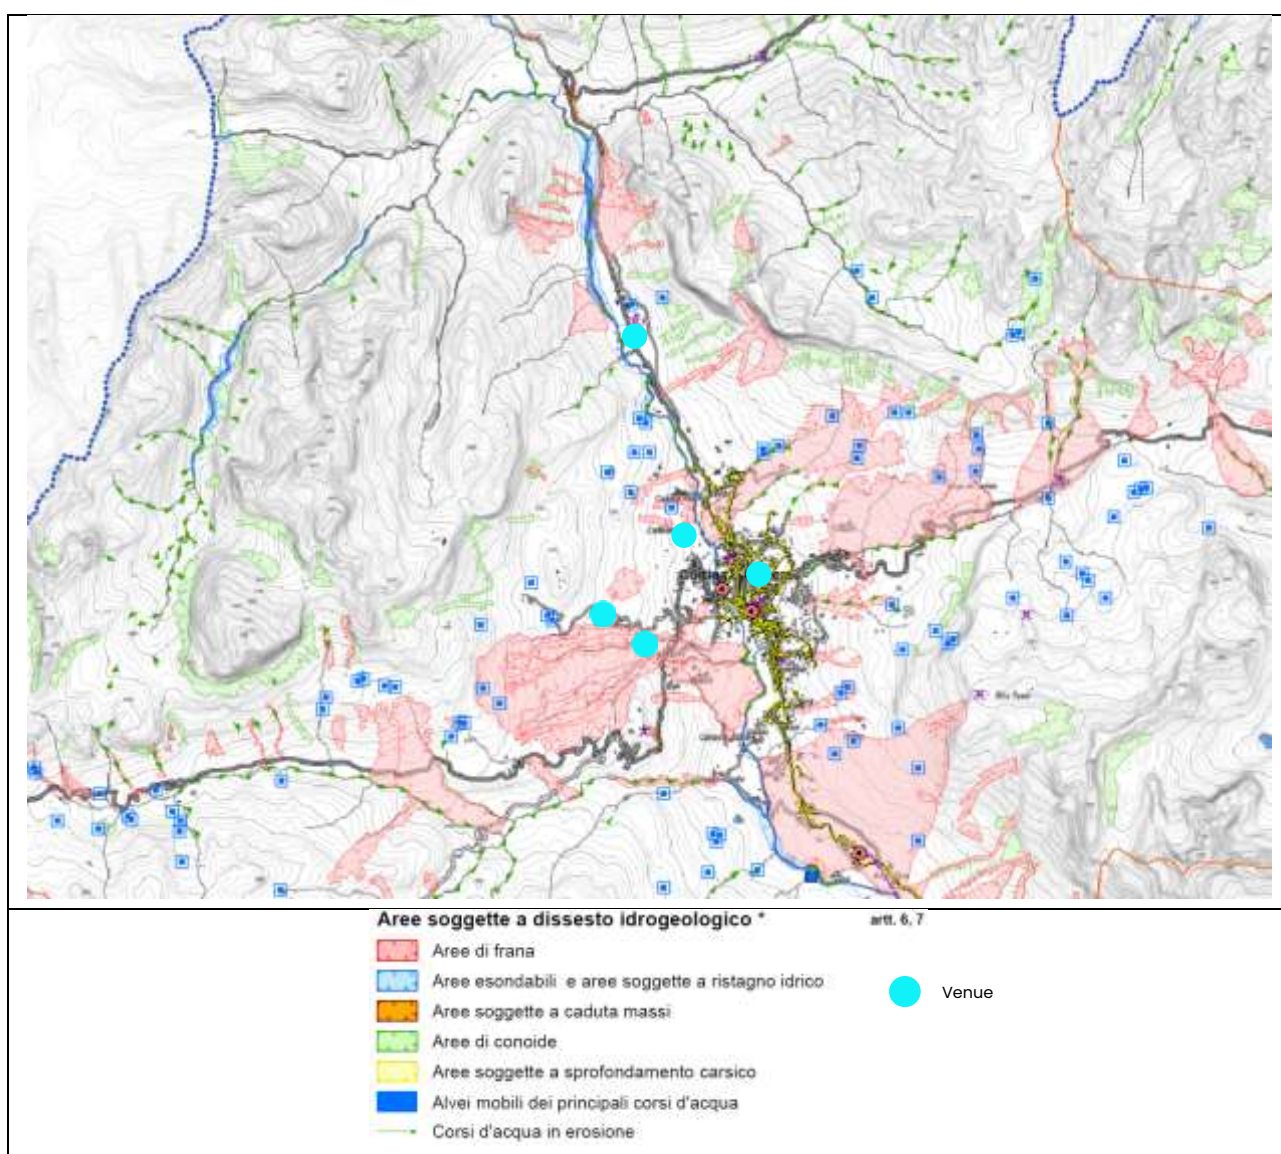 Aree soggette a dissesto idrogeologico * artt. 6, 7
Aree di frana
Aree esondabili e aree soggette a ristagno idrico
Aree soggette a caduta massi
Aree di conoide
Aree soggette a sprofondamento carsico
Alvei mobili dei principali corsi d'acqua
Corsi d'acqua in erosione
Venue